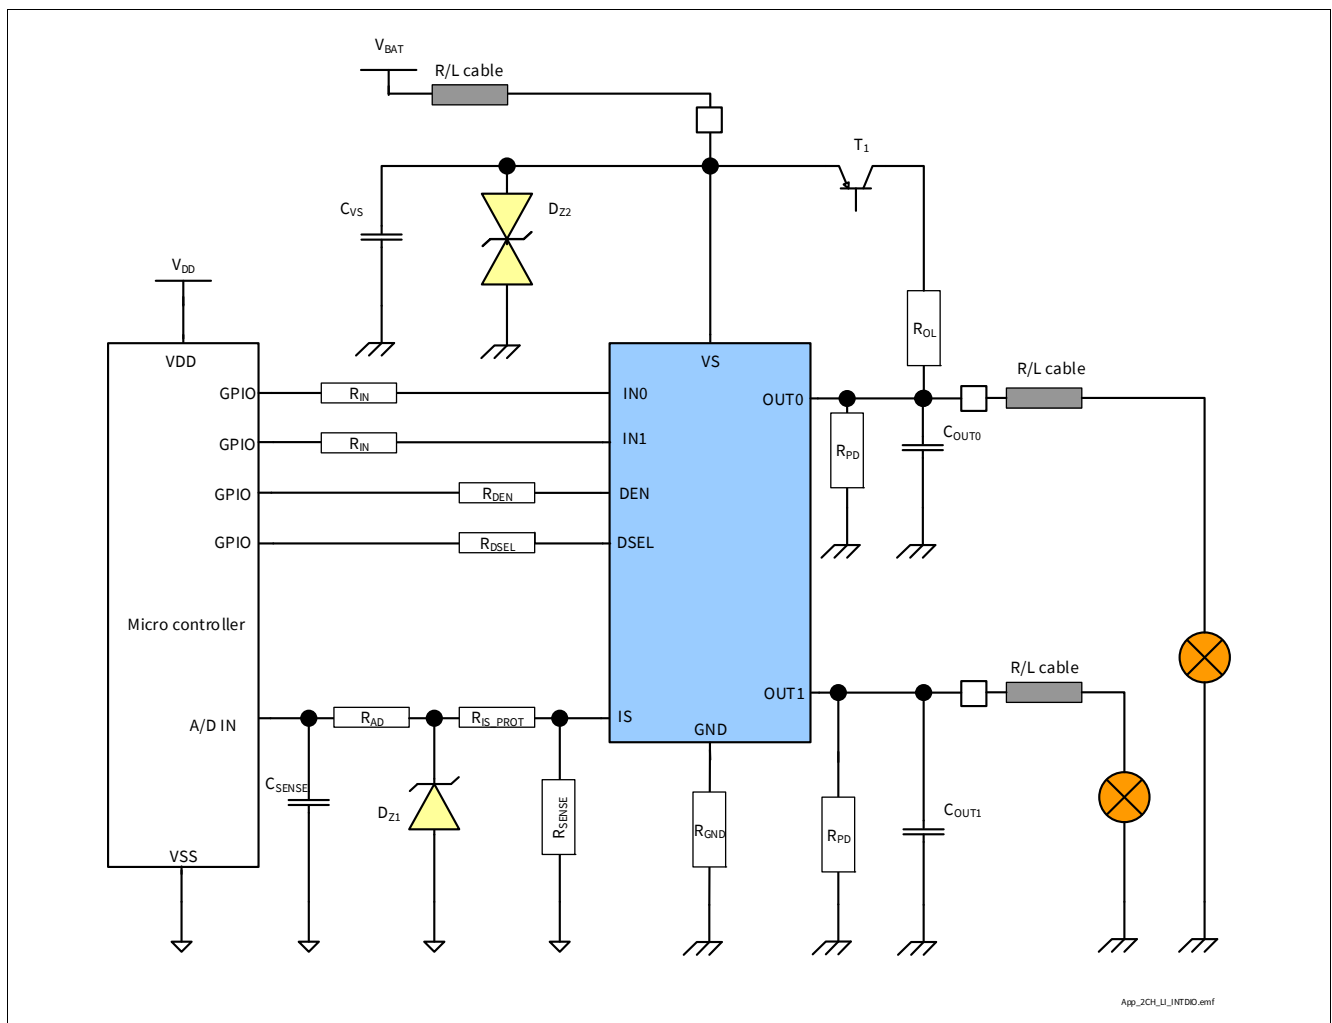 VBAT
R/L cable
T1
CVS
DZ2
VDD
ROL
VDD
VS
R/L cable
GPIO
RIN
IN0
OUT0
GPIO
RIN
IN1
COUT0
RPD
GPIO
RDEN
DEN
GPIO
RDSEL
DSEL
Micro controller
R/L cable
OUT1
A/D IN
RAD
RIS_PROT
IS
GND
CSENSE
DZ1
RSENSE
RGND
RPD
COUT1
VSS
App_2CH_LI_INTDIO.emf